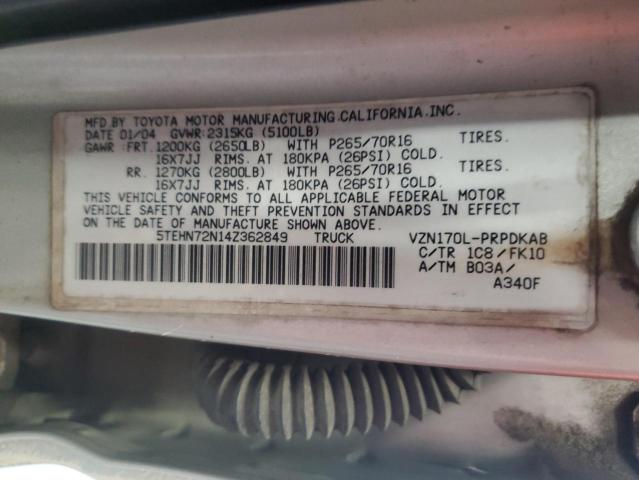 MFD.BY TOYOTA MOTOR MANUFACTURING.CALIFORNIA.INC.
DATE 01/04 GVWR:2315KG (5100LB)
GAWR: FRT.1200KG (2650LB) WITH P265/70R16 TIRES.
16X7JJ RIMS. AT 180KPA (26PSI) COLD.
RR. 1270KG (2800LB) WITH P265/70R16 TIRES.
16X7JJ RIMS. AT 180KPA (26PSI) COLD.
THIS VEHICLE CONFORMS TO ALL APPLICABLE FEDERAL MOTOR
VEHICLE SAFETY AND THEFT PREVENTION STANDARDS IN EFFECT
ON THE DATE OF MANUFACTURE SHOWN ABOVE.
5TEHN72N14Z362849 TRUCK VZN170L-PRPDKAB
C/TR 1C8/FK10
A/TM B03A/
A340F